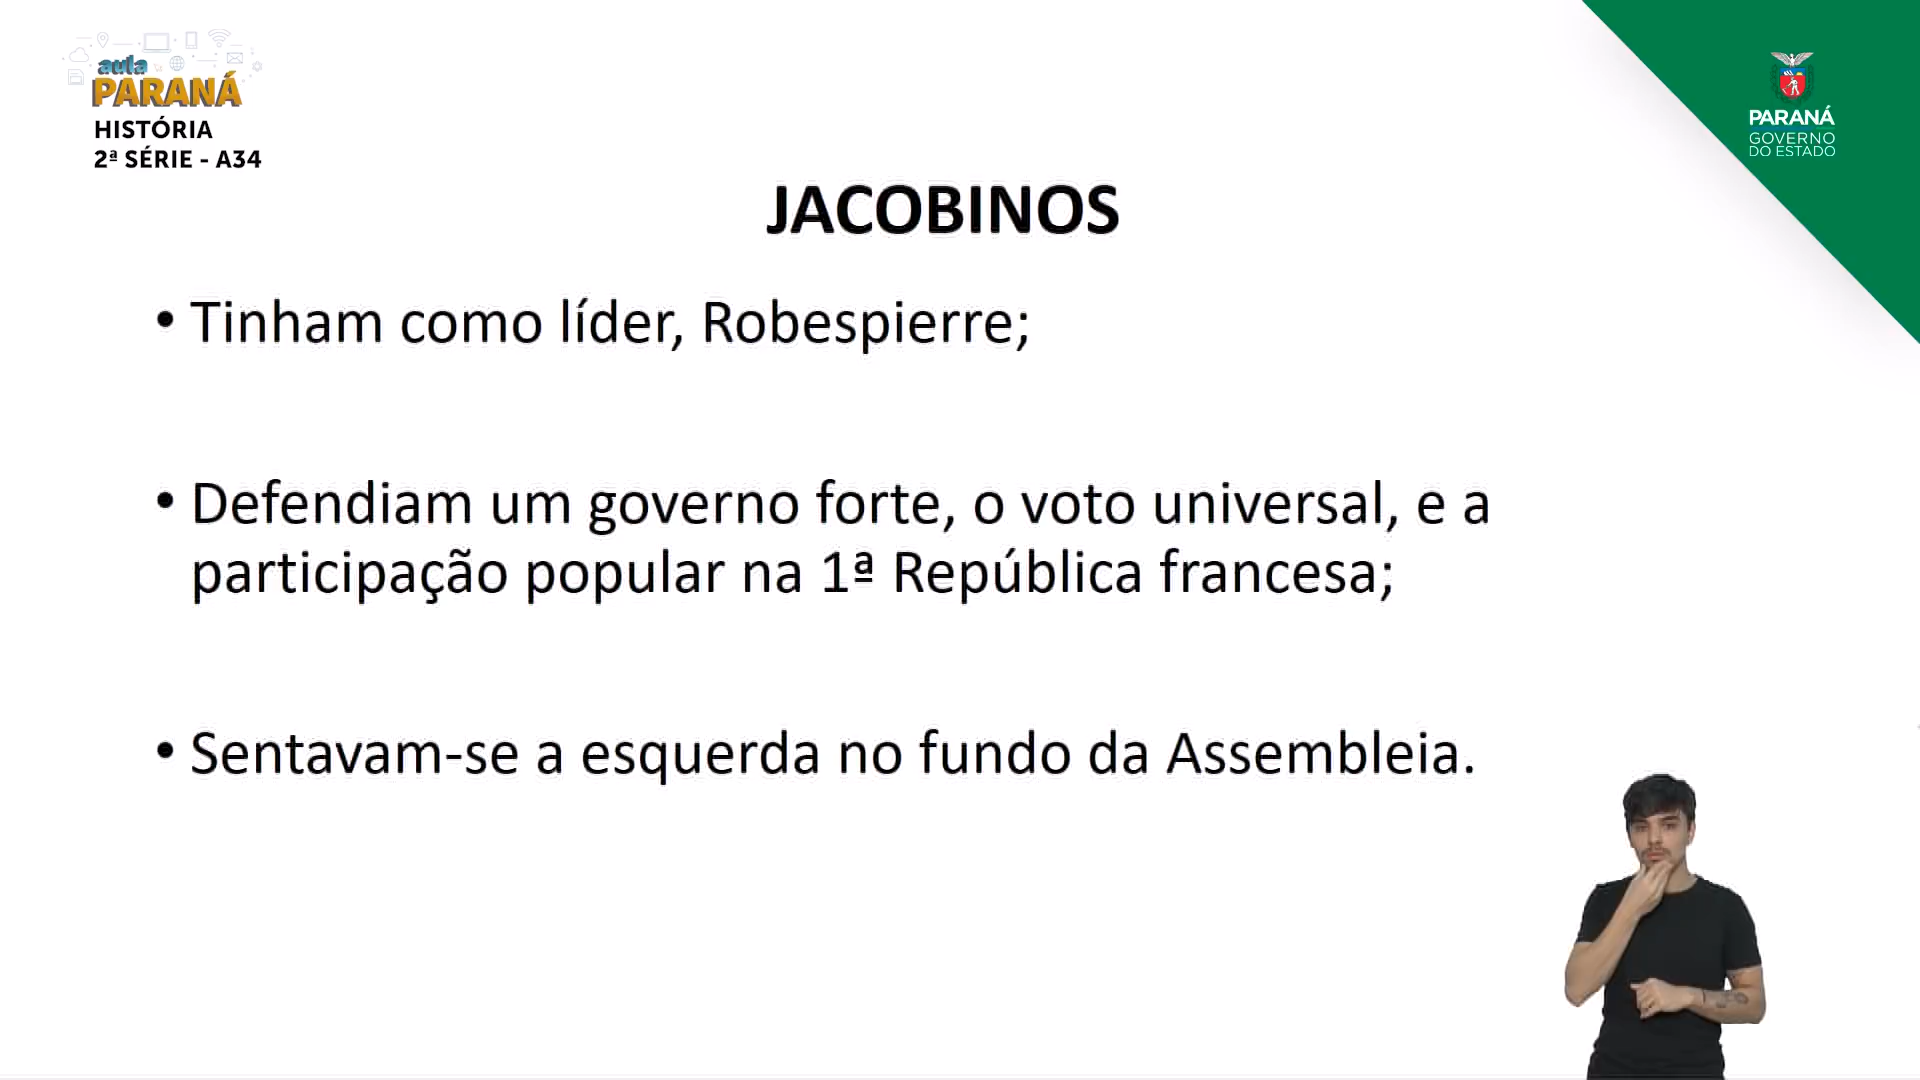 aula
PARANÁ
HISTÓRIA
2ª SÉRIE - A34
PARANÁ
GOVERNO
DO ESTADO
JACOBINOS
• Tinham como líder, Robespierre;
• Defendiam um governo forte, o voto universal, e a
participação popular na 1ª República francesa;
• Sentavam-se a esquerda no fundo da Assembleia.